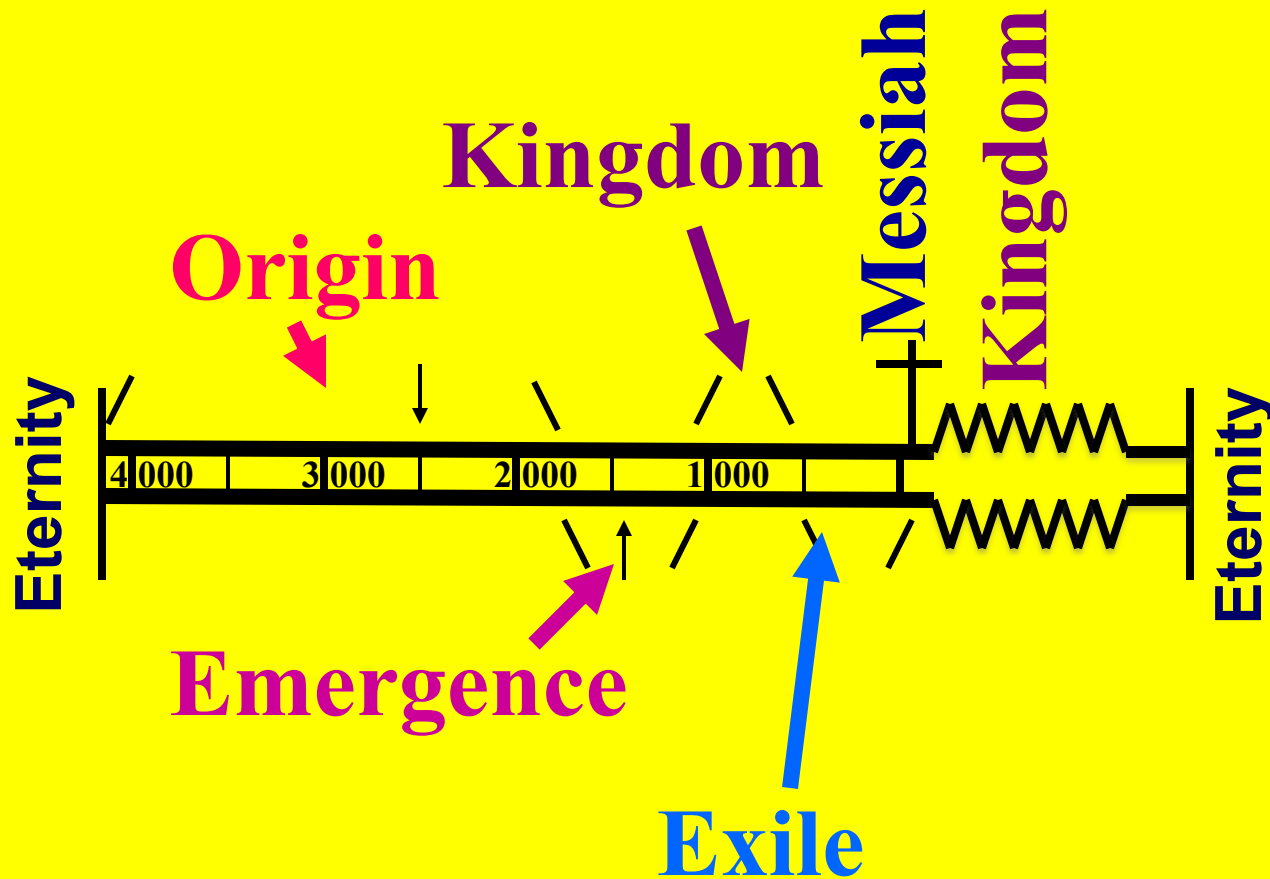 Messiah
Kingdom
Kingdom
Origin
Eternity
4 000 3 000 2 000 1 000
Eternity
Emergence
Exile